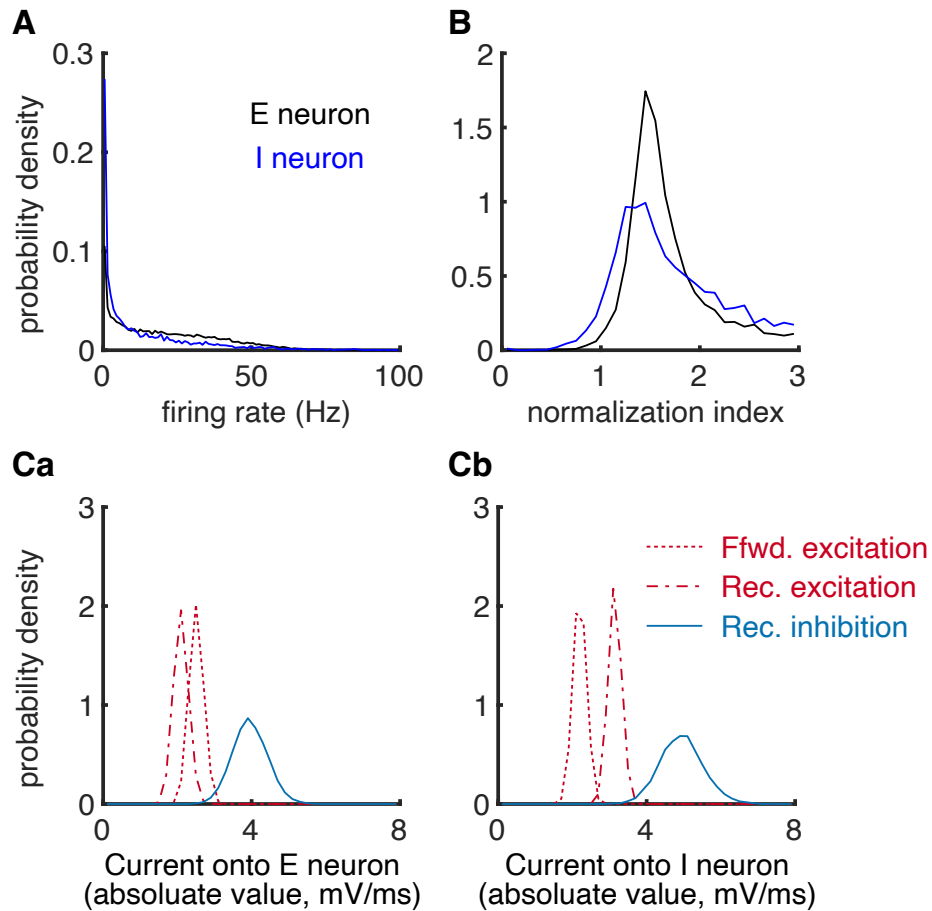 A
0.3
0.2
0.1
0
probability density
E neuron
I neuron
0
50
100
firing rate (Hz)
B
2
1.5
1
0.5
0
0
1
2
3
normalization index
Ca
3
2
1
0
probability density
0
4
8
Current onto E neuron
(absoluate value, mV/ms)
Cb
3
2
1
0
Ffwd. excitation
Rec. excitation
Rec. inhibition
0
4
8
Current onto I neuron
(absoluate value, mV/ms)